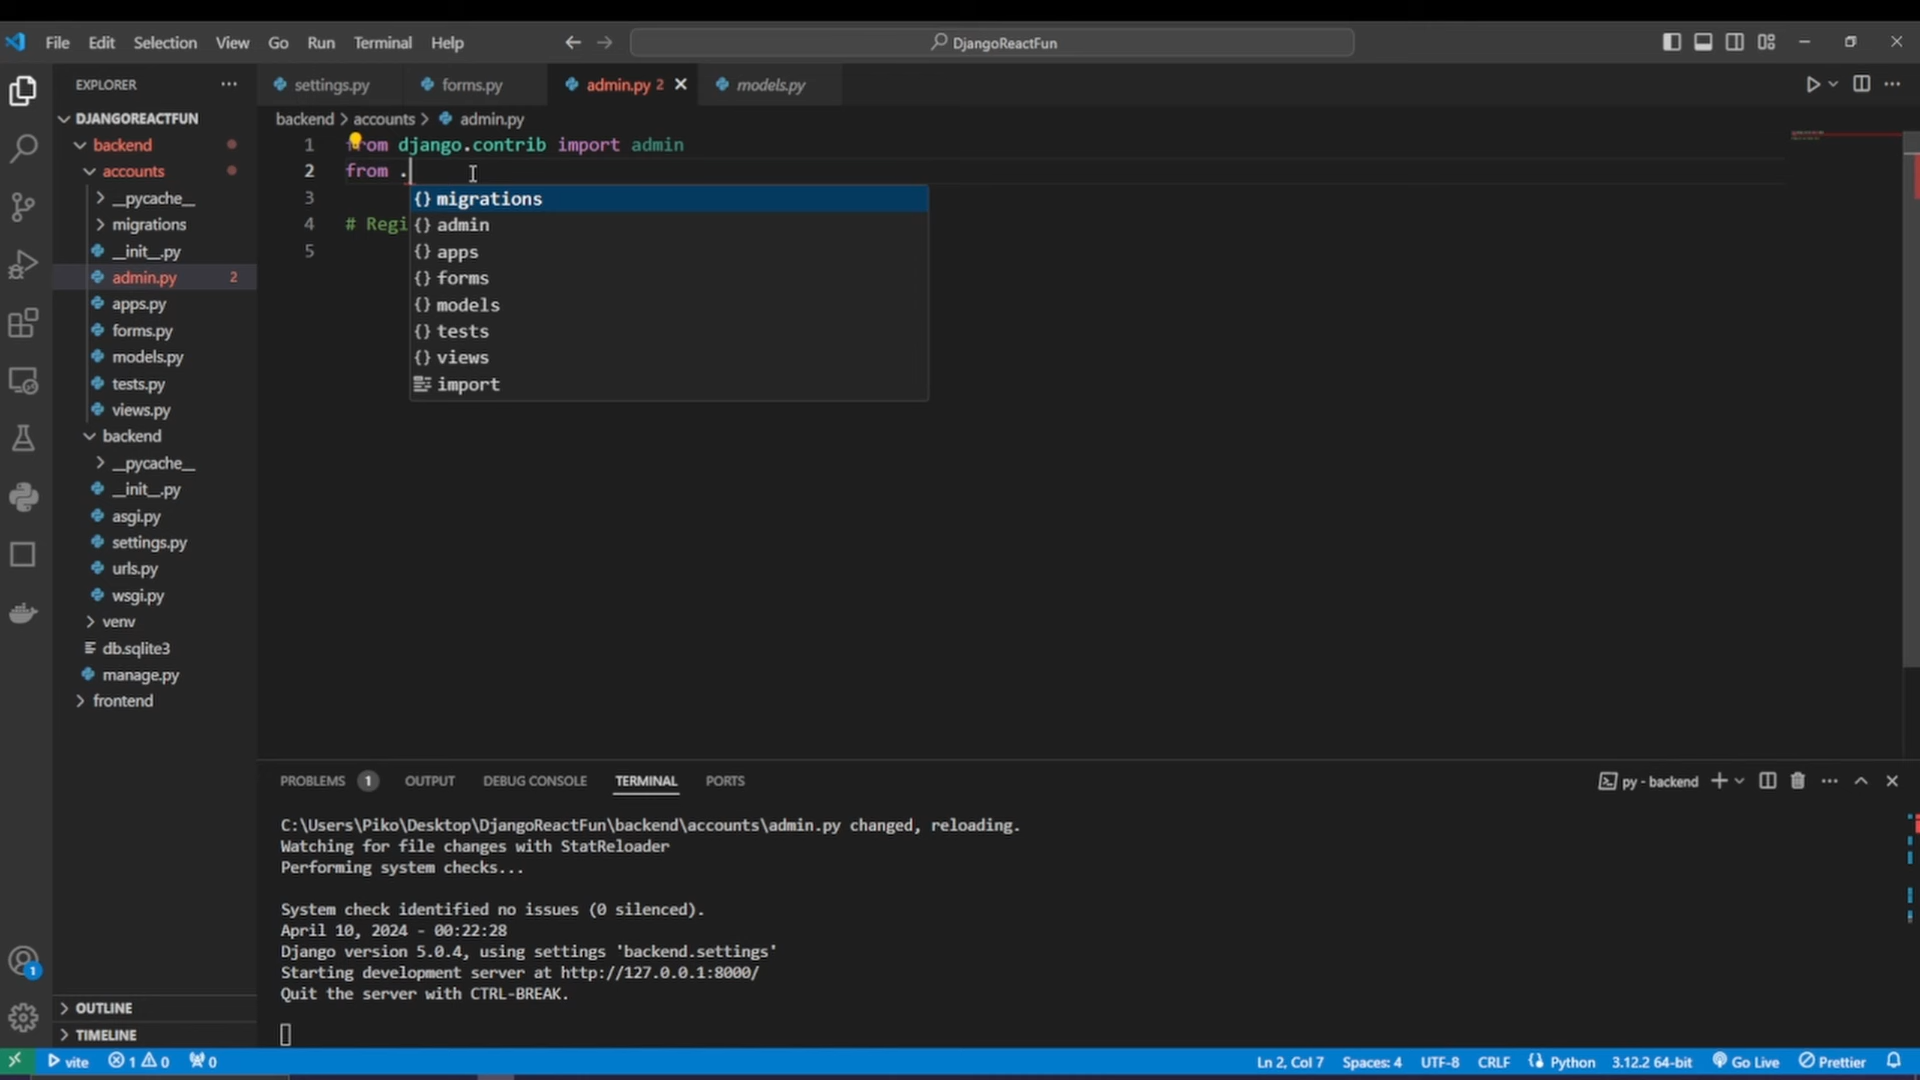 File Edit Selection View Go Run Terminal Help
DjangoReactFun
EXPLORER
settings.py
forms.py
admin.py 2
models.py
DJANGOREACTFUN
backend
accounts
__pycache__
migrations
__init__.py
admin.py 2
apps.py
forms.py
models.py
tests.py
views.py
backend
__pycache__
__init__.py
asgi.py
settings.py
urls.py
wsgi.py
venv
db.sqlite3
manage.py
frontend
OUTLINE
TIMELINE
backend > accounts > admin.py
1 from django.contrib import admin
2 from .
3
4 # Regi
5
{} migrations
{} admin
{} apps
{} forms
{} models
{} tests
{} views
import
PROBLEMS 1 OUTPUT DEBUG CONSOLE TERMINAL PORTS
py - backend
C:\Users\Piko\Desktop\DjangoReactFun\backend\accounts\admin.py changed, reloading.
Watching for file changes with StatReloader
Performing system checks...
System check identified no issues (0 silenced).
April 10, 2024 - 00:22:28
Django version 5.0.4, using settings 'backend.settings'
Starting development server at http://127.0.0.1:8000/
Quit the server with CTRL-BREAK.
1
vite 1 0 0 Ln 2, Col 7 Spaces: 4 UTF-8 CRLF Python 3.12.2 64-bit Go Live Prettier